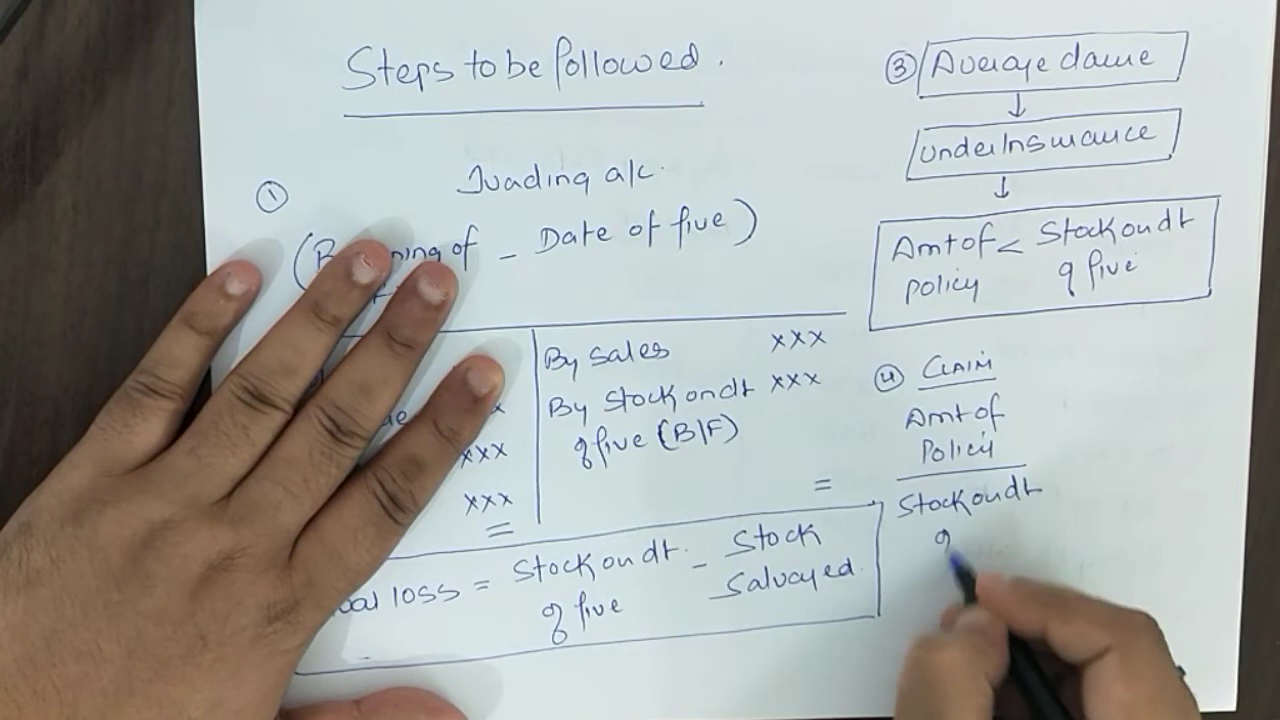 Steps to be followed.
①
Trading a/c.
of - Date of fire)
By Sales xxx
By Stock on dt xxx
of fire (B/F)
xxx
xxx
=
=
loss = Stock on dt. - Stock
of fire Salvaged.
③ Average clause
Under Insurance
Amt of < Stock on dt
policy of fire
④ CLAIM
Amt of
Policy
Stock on dt